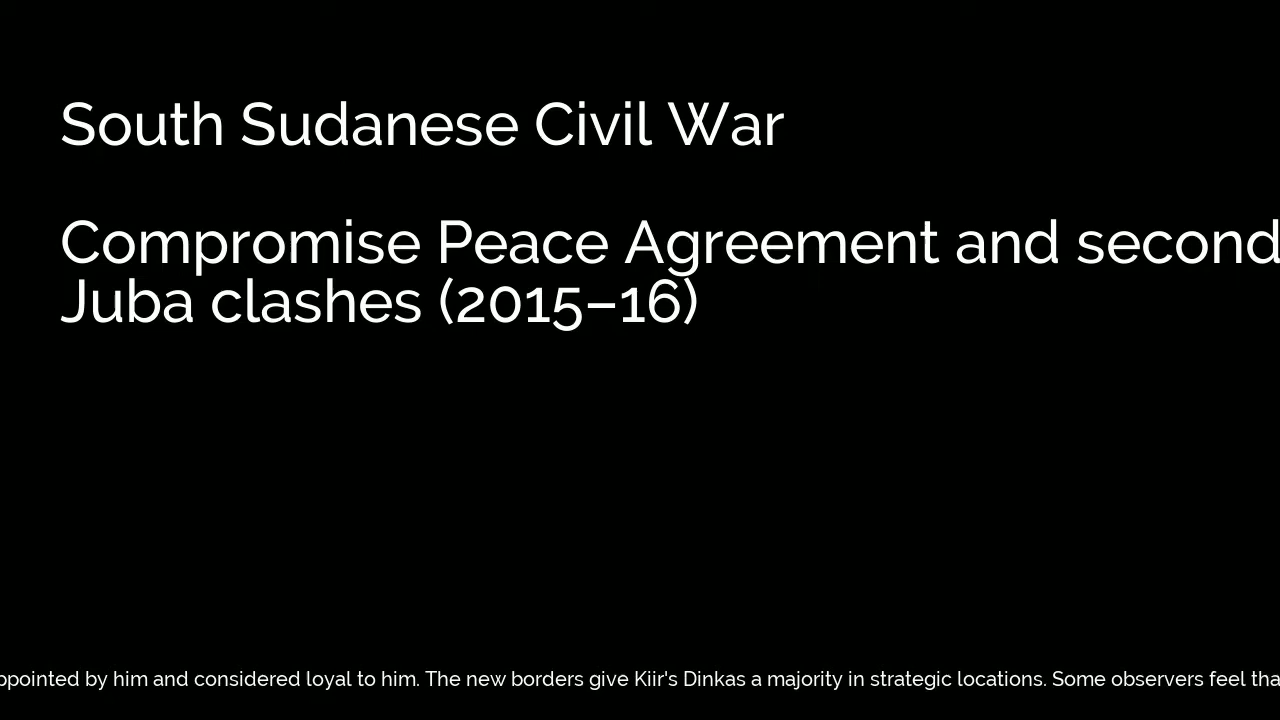 South Sudanese Civil War
Compromise Peace Agreement and second
Juba clashes (2015–16)
ppointed by him and considered loyal to him. The new borders give Kiir's Dinkas a majority in strategic locations. Some observers feel tha